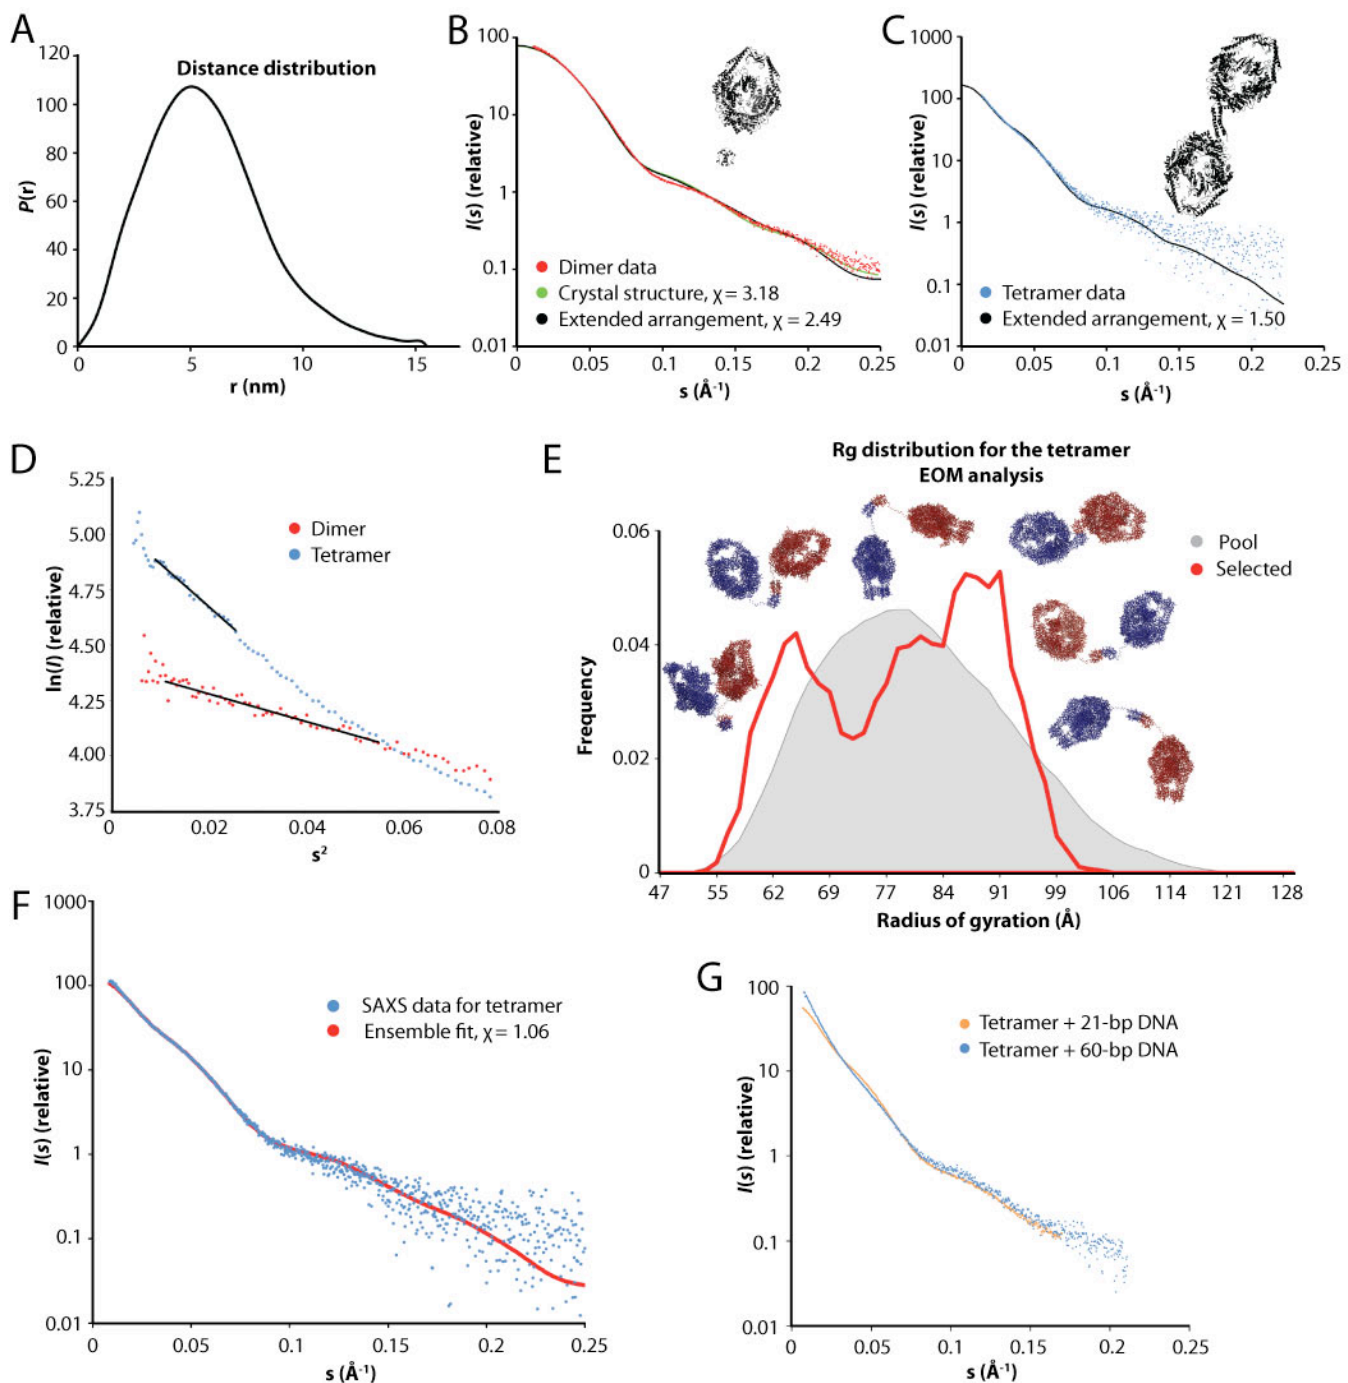 A
Distance distribution
120
100
80
60
40
20
0
P(r)
0
5
10
15
r (nm)
B
100
10
1
0.1
0.01
I(s) (relative)
Dimer data
Crystal structure, χ = 3.18
Extended arrangement, χ = 2.49
0
0.05
0.1
0.15
0.2
0.25
s (Å⁻¹)
C
1000
100
10
1
0.1
0.01
I(s) (relative)
Tetramer data
Extended arrangement, χ = 1.50
0
0.05
0.1
0.15
0.2
0.25
s (Å⁻¹)
D
5.25
5.00
4.75
4.50
4.25
4.00
3.75
ln(I) (relative)
Dimer
Tetramer
0
0.02
0.04
0.06
0.08
s²
E
Rg distribution for the tetramer
EOM analysis
0.06
0.04
0.02
0
Frequency
Pool
Selected
47
55
62
69
77
84
91
99
106
114
121
128
Radius of gyration (Å)
F
1000
100
10
1
0.1
0.01
I(s) (relative)
SAXS data for tetramer
Ensemble fit, χ = 1.06
0
0.05
0.1
0.15
0.2
0.25
s (Å⁻¹)
G
100
10
1
0.1
0.01
I(s) (relative)
Tetramer + 21-bp DNA
Tetramer + 60-bp DNA
0
0.05
0.1
0.15
0.2
0.25
s (Å⁻¹)